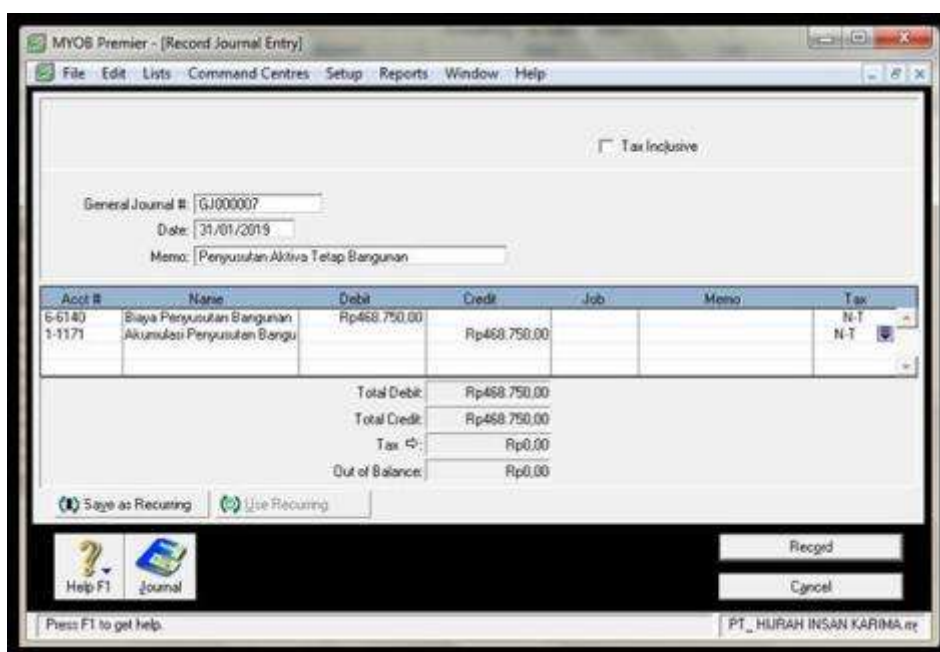 MYOB Premier - [Record Journal Entry]
File Edit Lists Command Centres Setup Reports Window Help
Tax Inclusive
General Journal #: GJ000007
Date: 31/01/2019
Memo: Penyusutan Aktiva Tetap Bangunan
Acct # Name Debit Credit Job Memo Tax
6-6140 Biaya Penyusutan Bangunan Rp468.750,00 N-T
1-1171 Akumulasi Penyusutan Bangu Rp468.750,00 N-T
Total Debit: Rp468.750,00
Total Credit: Rp468.750,00
Tax ⇨: Rp0,00
Out of Balance: Rp0,00
Save as Recurring Use Recurring
Help F1 Journal
Record
Cancel
Press F1 to get help. PT_ HIJRAH INSAN KARIMA.my